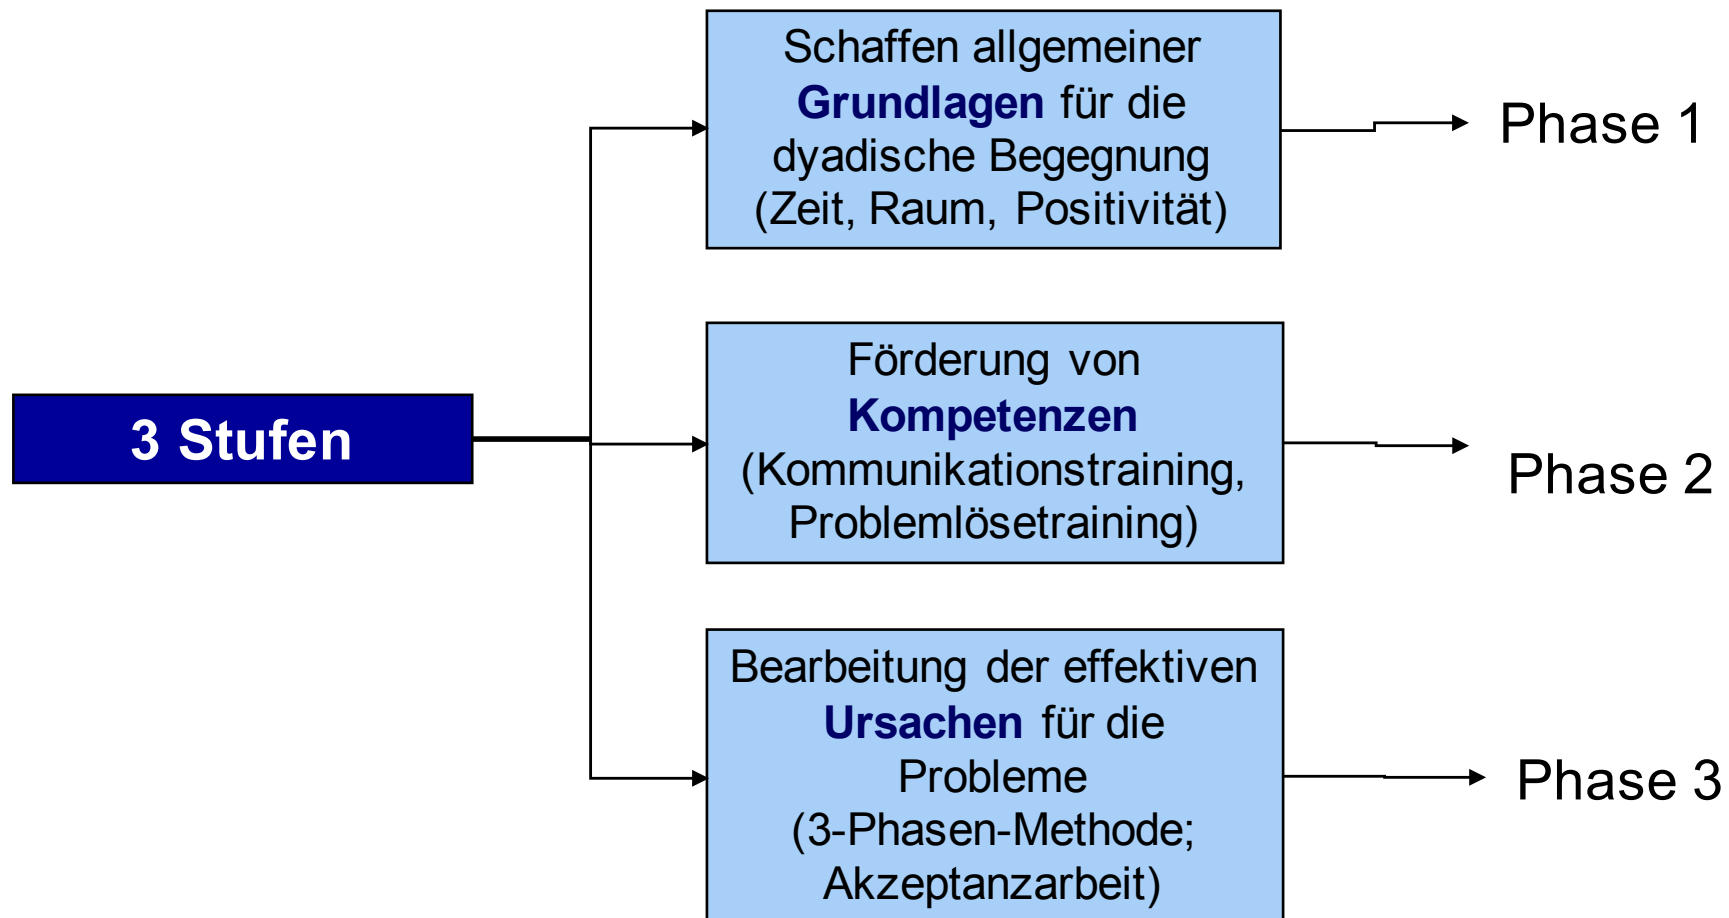 Schaffen allgemeiner
Grundlagen für die
dyadische Begegnung
(Zeit, Raum, Positivität)
Phase 1
3 Stufen
Förderung von
Kompetenzen
(Kommunikationstraining,
Problemlösetraining)
Phase 2
Bearbeitung der effektiven
Ursachen für die
Probleme
(3-Phasen-Methode;
Akzeptanzarbeit)
Phase 3